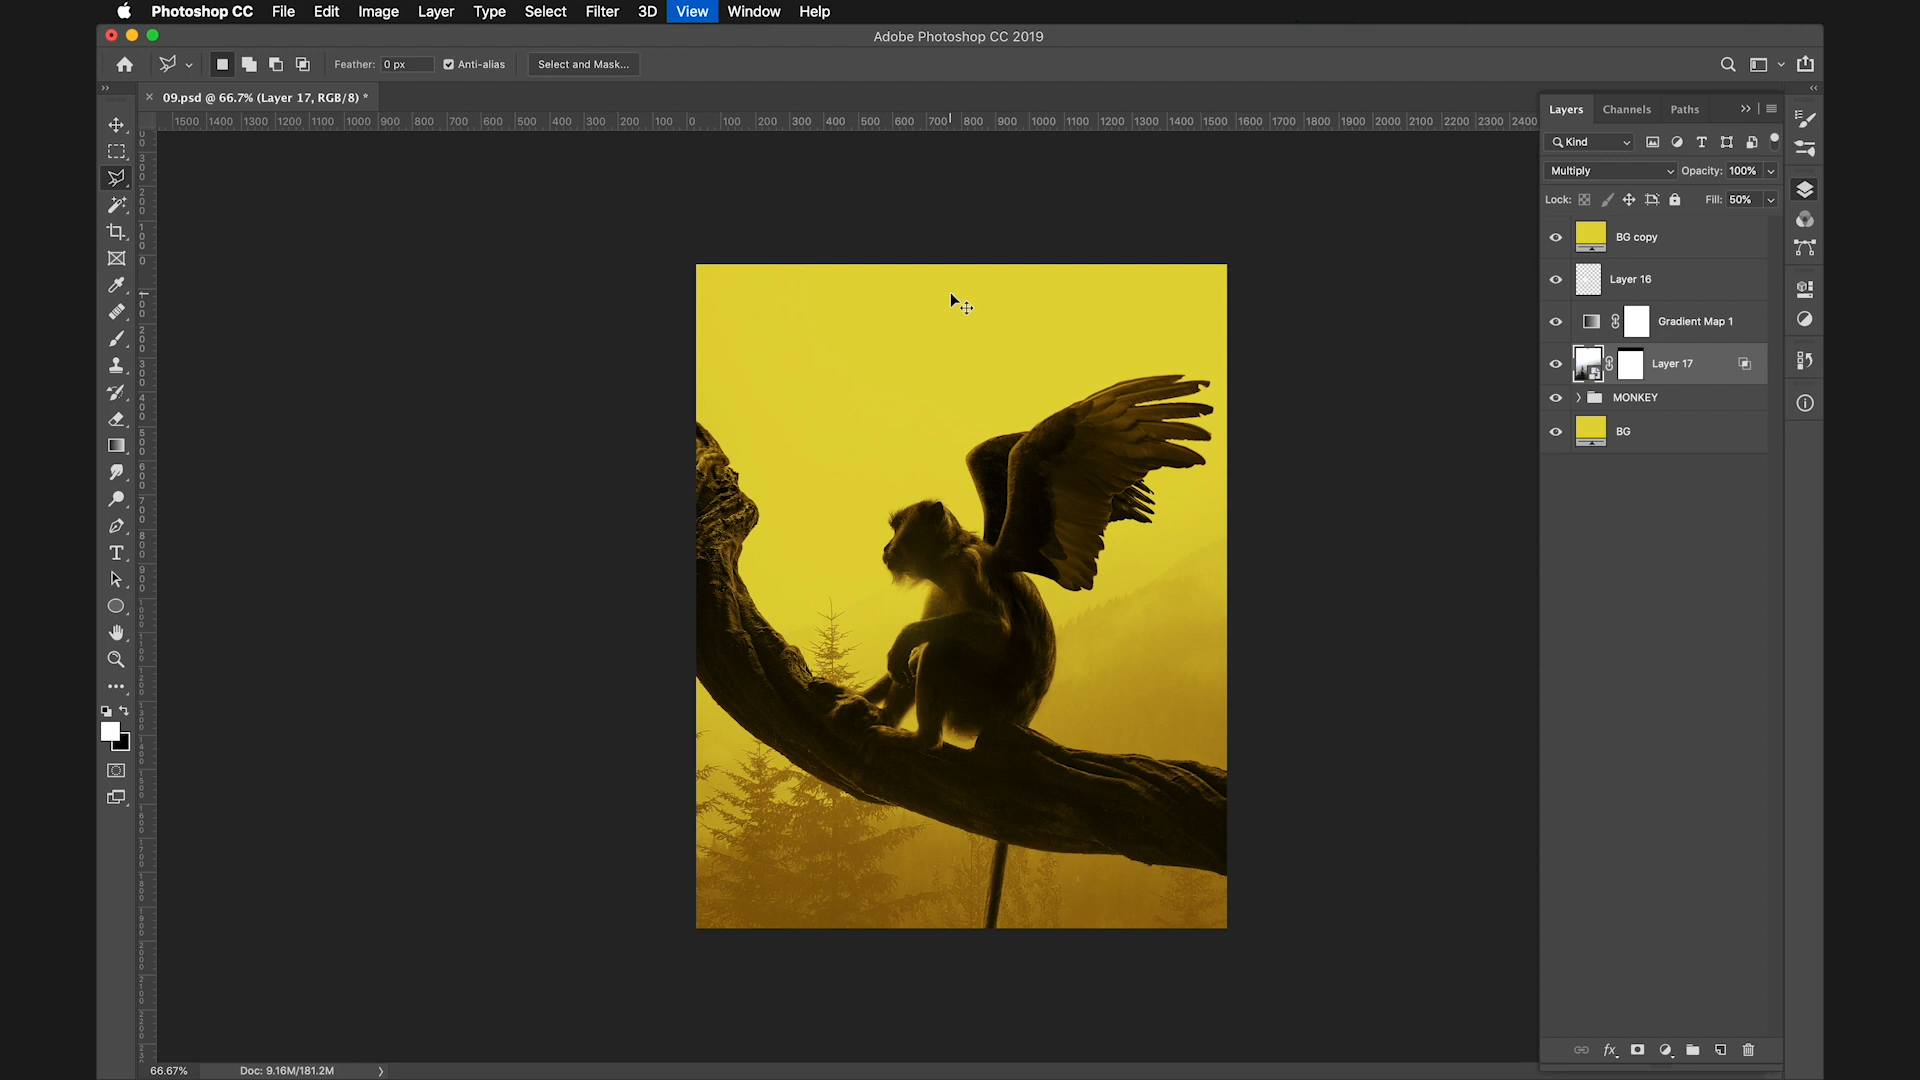 Photoshop CC File Edit Image Layer Type Select Filter 3D View Window Help
Adobe Photoshop CC 2019
Feather: 0 px Anti-alias Select and Mask...
09.psd @ 66.7% (Layer 17, RGB/8) *
1500 1400 1300 1200 1100 1000 900 800 700 600 500 400 300 200 100 0 100 200 300 400 500 600 700 800 900 1000 1100 1200 1300 1400 1500 1600 1700 1800 1900 2000 2100 2200 2300 2400
Layers Channels Paths
Kind
Multiply Opacity: 100%
Lock: Fill: 50%
BG copy
Layer 16
Gradient Map 1
Layer 17
MONKEY
BG
66.67% Doc: 9.16M/181.2M